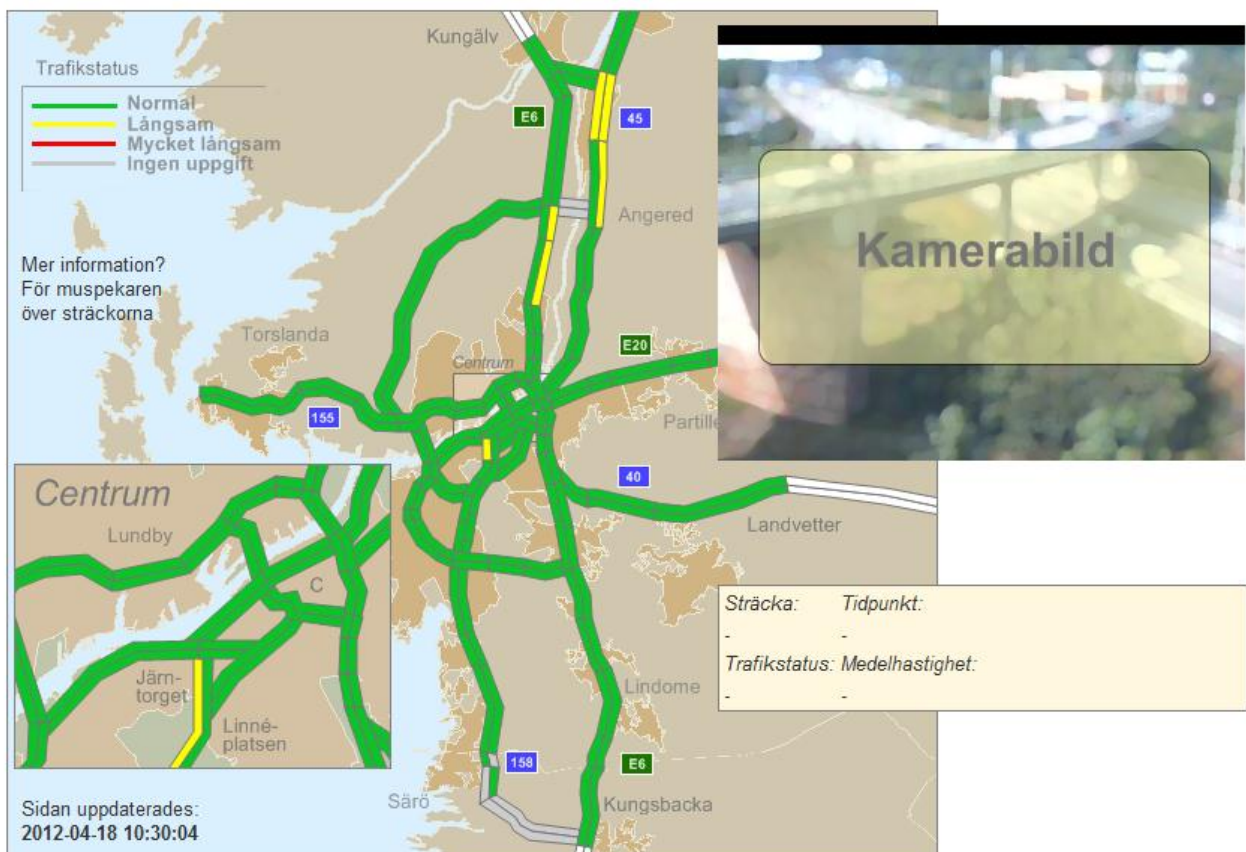 Trafikstatus
Normal
Långsam
Mycket långsam
Ingen uppgift
Kungälv
E6
45
Angered
Kamerabild
Mer information?
För muspekaren
över sträckorna
Torslanda
Centrum
E20
155
Partille
40
Landvetter
Centrum
Lundby
C
Järn-
torget
Linné-
platsen
Sträcka: Tidpunkt:
- -
Trafikstatus: Medelhastighet:
- -
Lindome
158
E6
Särö
Kungsbacka
Sidan uppdaterades:
2012-04-18 10:30:04